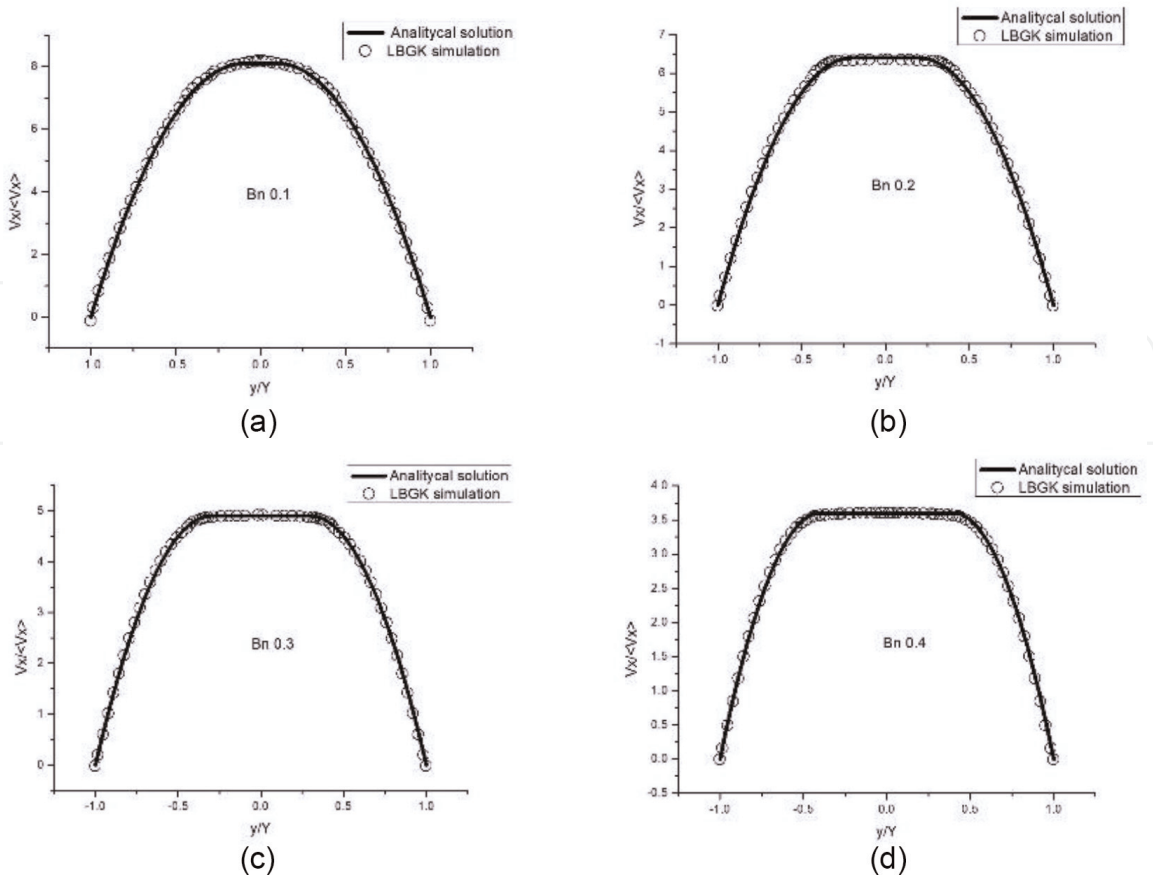 Analitycal solution
LBGK simulation
8
6
4
2
0
Vx/<Vx>
Bn 0.1
1.0 0.5 0.0 0.5 1.0
y/Y
(a)
Analitycal solution
LBGK simulation
7
6
5
4
3
2
1
0
-1
Vx/<Vx>
Bn 0.2
-1.0 -0.5 0.0 0.5 1.0
y/Y
(b)
Analitycal solution
LBGK simulation
5
4
3
2
1
0
Vx/<Vx>
Bn 0.3
-1.0 -0.5 0.0 0.5 1.0
y/Y
(c)
Analitycal solution
LBGK simulation
4.0
3.5
3.0
2.5
2.0
1.5
1.0
0.5
0.0
-0.5
Vx/<Vx>
Bn 0.4
-1.0 -0.5 0.0 0.5 1.0
y/Y
(d)